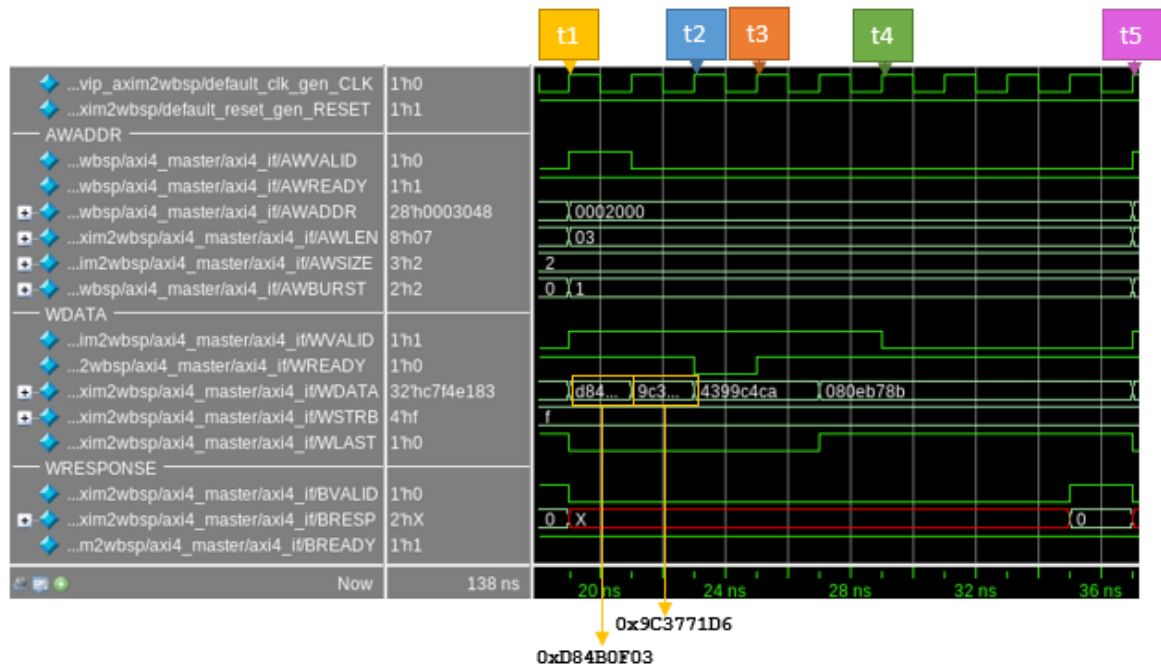 t1 t2 t3 t4 t5
...vip_axim2wbsp/default_clk_gen_CLK 1'h0
...xim2wbsp/default_reset_gen_RESET 1'h1
AWADDR
...wbsp/axi4_master/axi4_if/AWVALID 1'h0
...wbsp/axi4_master/axi4_if/AWREADY 1'h1
...wbsp/axi4_master/axi4_if/AWADDR 28'h0003048 0002000
...xim2wbsp/axi4_master/axi4_if/AWLEN 8'h07 03
...im2wbsp/axi4_master/axi4_if/AWSIZE 3'h2 2
...wbsp/axi4_master/axi4_if/AWBURST 2'h2 0 1
WDATA
...im2wbsp/axi4_master/axi4_if/WVALID 1'h1
...2wbsp/axi4_master/axi4_if/WREADY 1'h0
...xim2wbsp/axi4_master/axi4_if/WDATA 32'hc7f4e183 d84... 9c3... 4399c4ca 080eb78b
...xim2wbsp/axi4_master/axi4_if/WSTRB 4'hf f
...xim2wbsp/axi4_master/axi4_if/WLAST 1'h0
WRESPONSE
...xim2wbsp/axi4_master/axi4_if/BVALID 1'h0
...xim2wbsp/axi4_master/axi4_if/BRESP 2'hX 0 X 0
...m2wbsp/axi4_master/axi4_if/BREADY 1'h1
Now 138 ns 20 ns 24 ns 28 ns 32 ns 36 ns
0x9C3771D6
0xD84B0F03